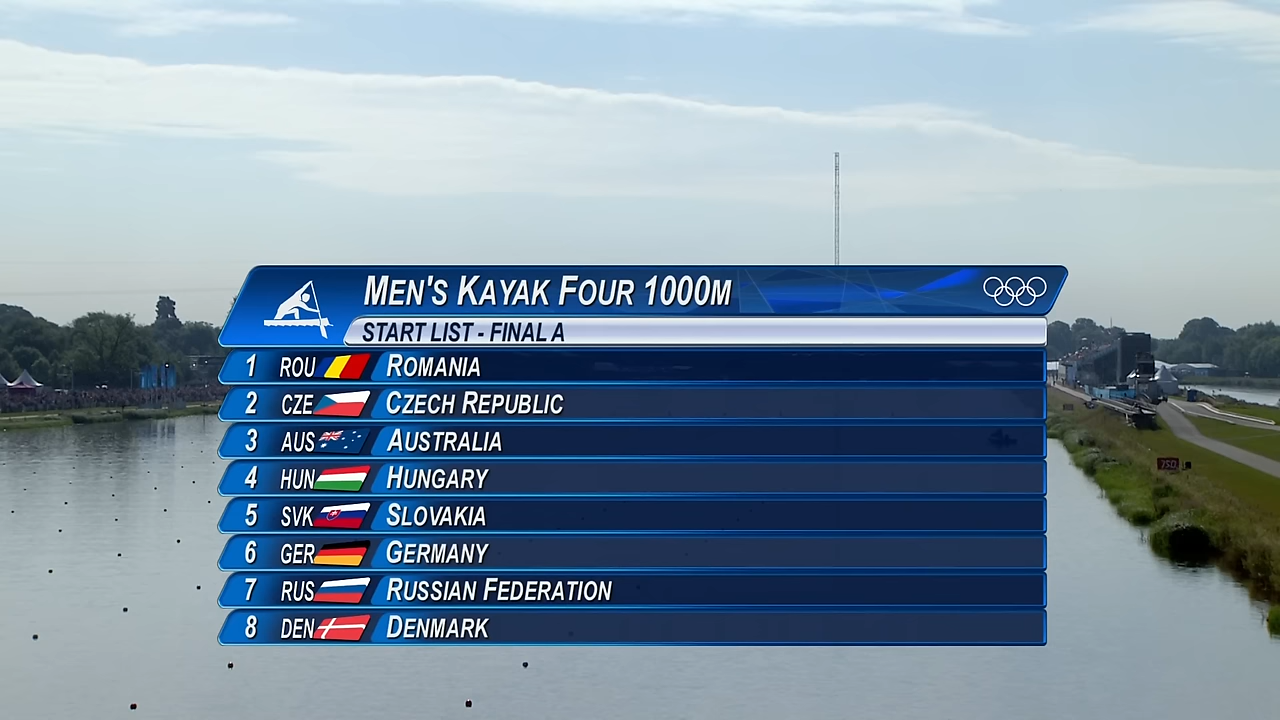 MEN'S KAYAK FOUR 1000M
START LIST - FINAL A
1 ROU ROMANIA
2 CZE CZECH REPUBLIC
3 AUS AUSTRALIA
4 HUN HUNGARY
5 SVK SLOVAKIA
6 GER GERMANY
7 RUS RUSSIAN FEDERATION
8 DEN DENMARK
750